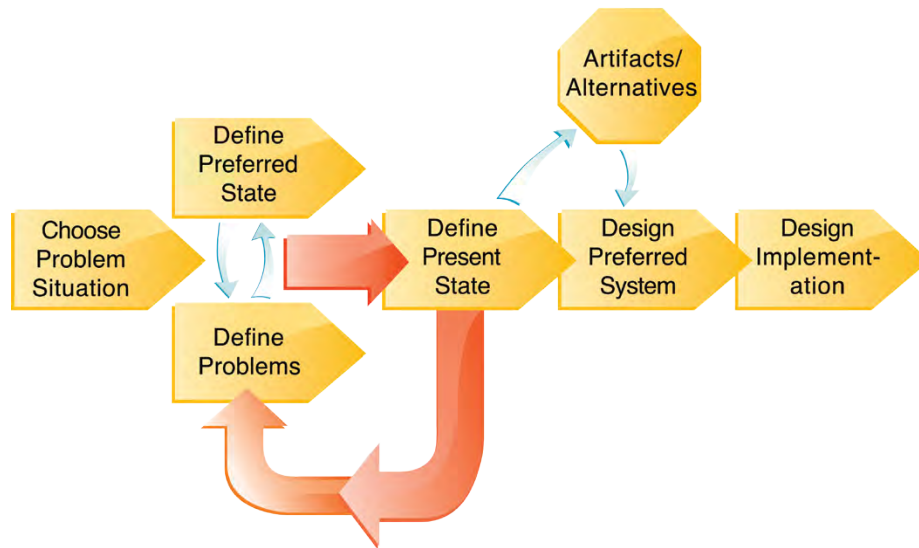 Choose
Problem
Situation
Define
Preferred
State
Define
Problems
Define
Present
State
Artifacts/
Alternatives
Design
Preferred
System
Design
Implement-
ation